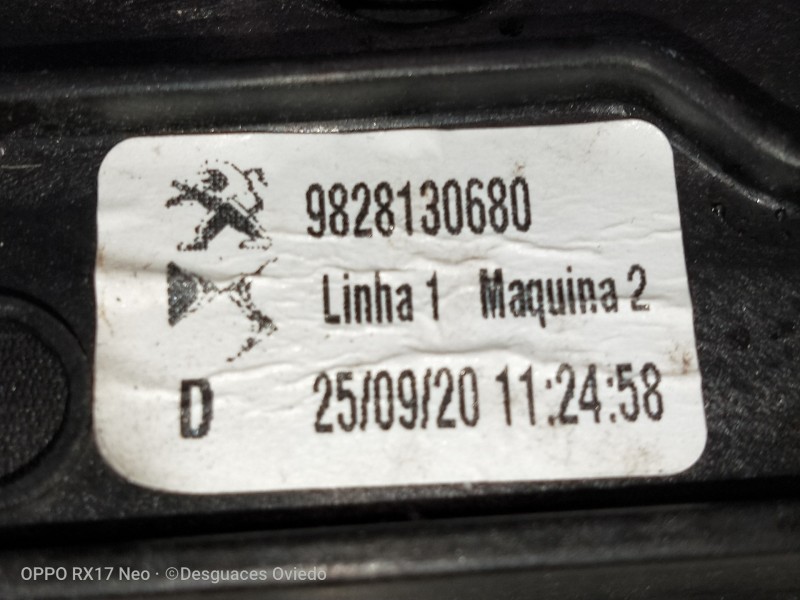 9828130680
Linha 1 Maquina 2
D 25/09/20 11:24:58
OPPO RX17 Neo · ©Desguaces Oviedo